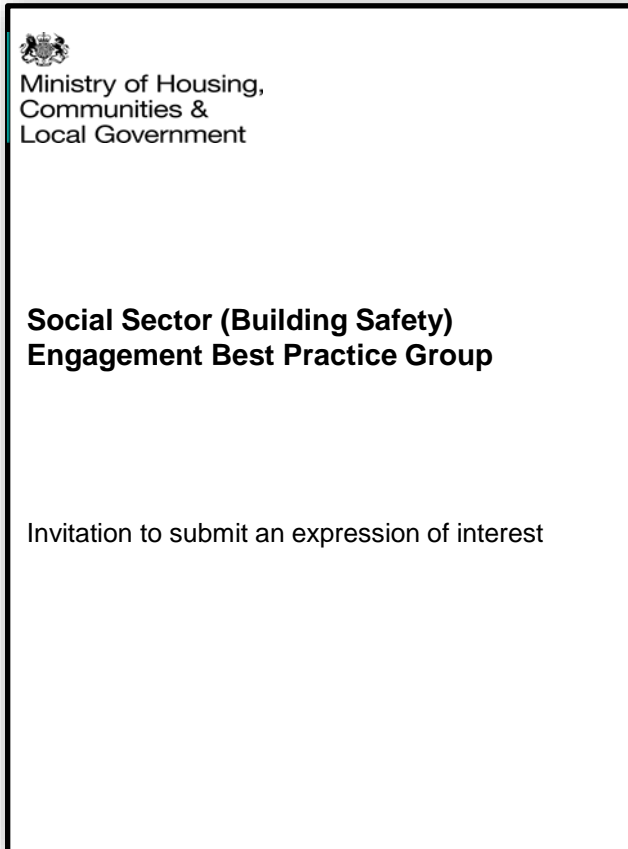 Ministry of Housing,
Communities &
Local Government
Social Sector (Building Safety)
Engagement Best Practice Group
Invitation to submit an expression of interest